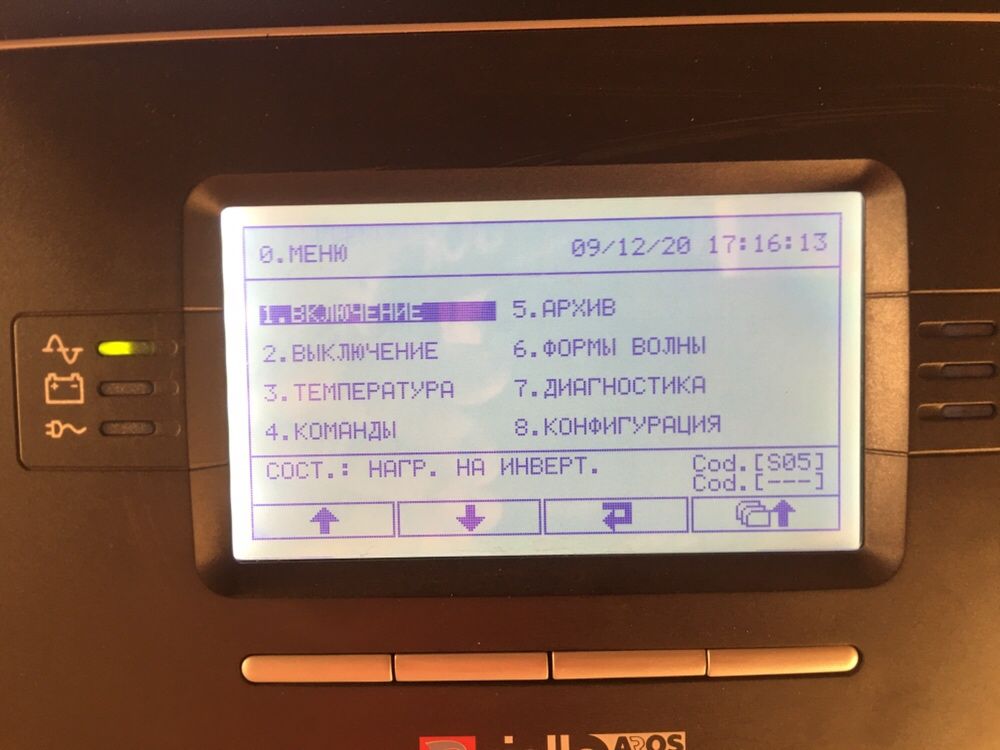 0.МЕНЮ 09/12/20 17:16:13
1.ВКЛЮЧЕНИЕ 5.АРХИВ
2.ВЫКЛЮЧЕНИЕ 6.ФОРМЫ ВОЛНЫ
3.ТЕМПЕРАТУРА 7.ДИАГНОСТИКА
4.КОМАНДЫ 8.КОНФИГУРАЦИЯ
СОСТ.: НАГР. НА ИНВЕРТ. Cod.[S05]
Cod.[---]
AROS